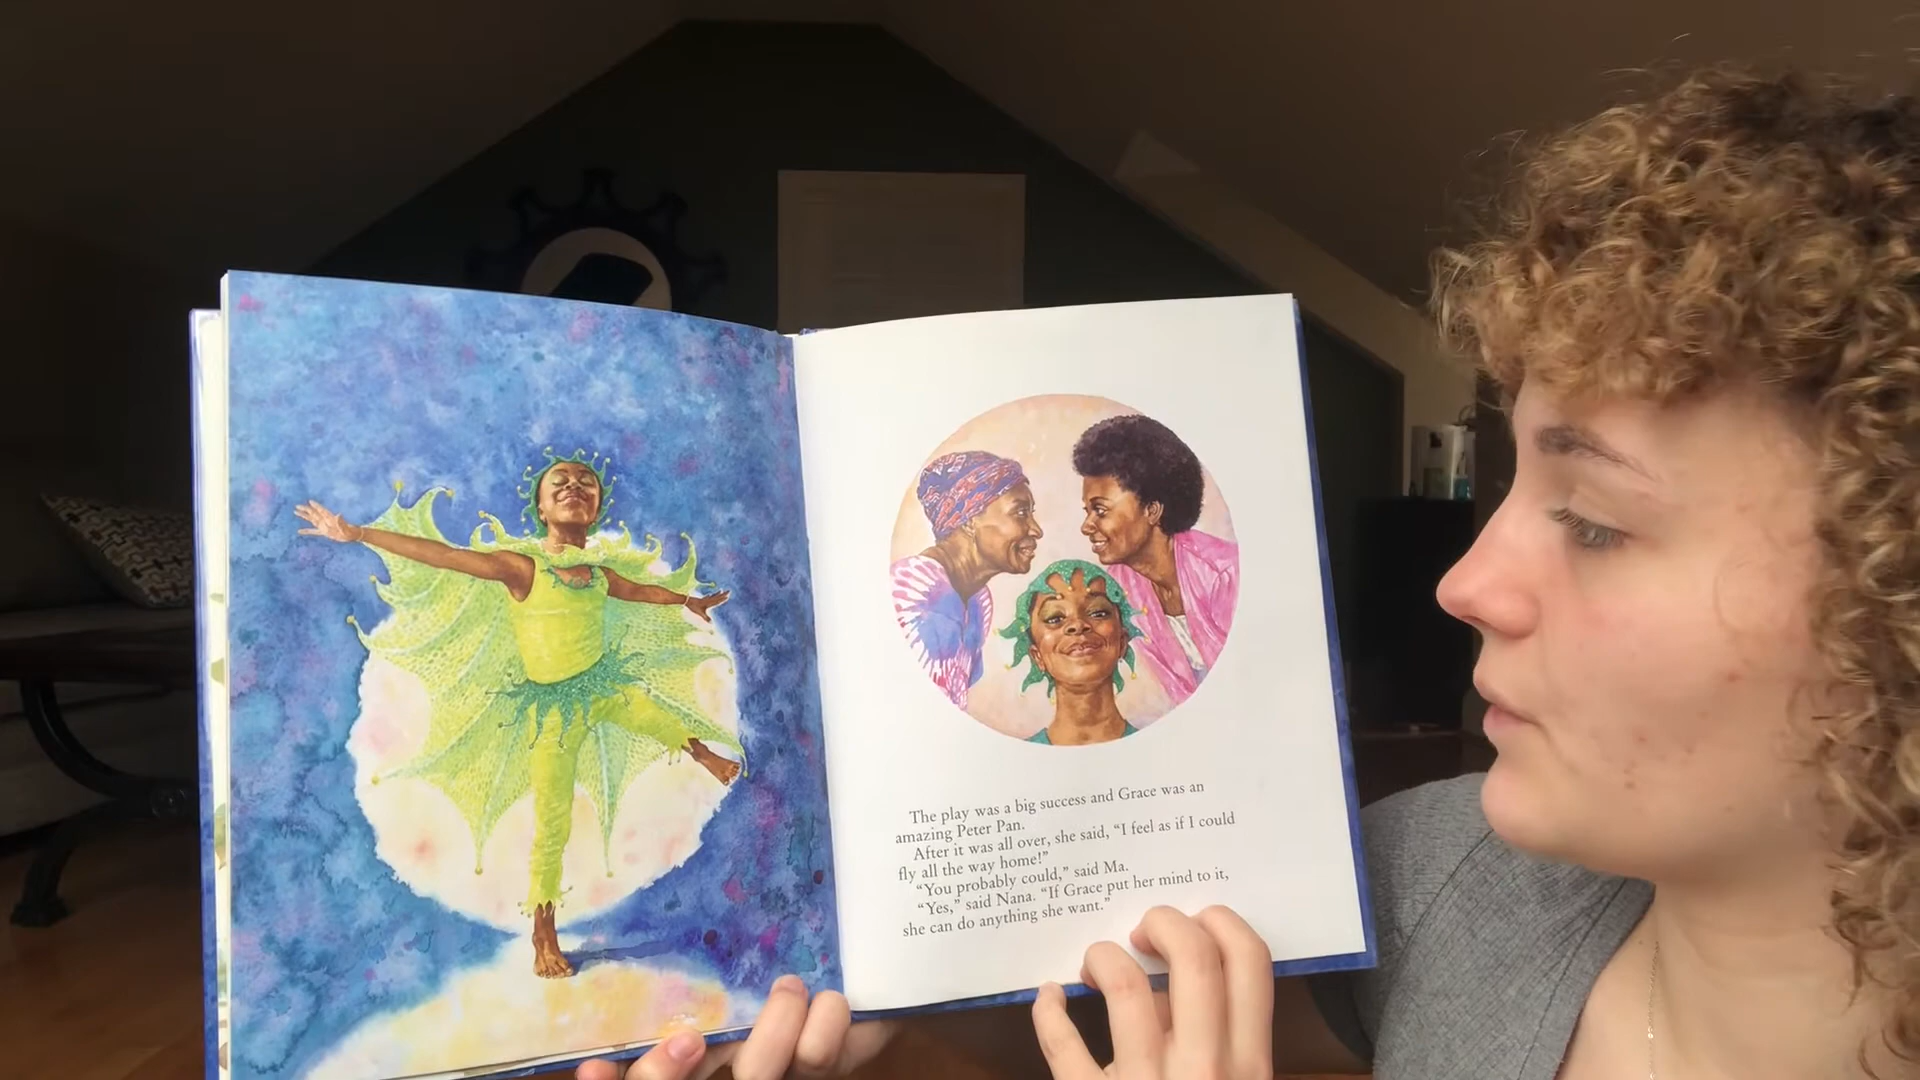 The play was a big success and Grace was an
amazing Peter Pan.
After it was all over, she said, “I feel as if I could
fly all the way home!”
“You probably could,” said Ma.
“Yes,” said Nana. “If Grace put her mind to it,
she can do anything she want.”